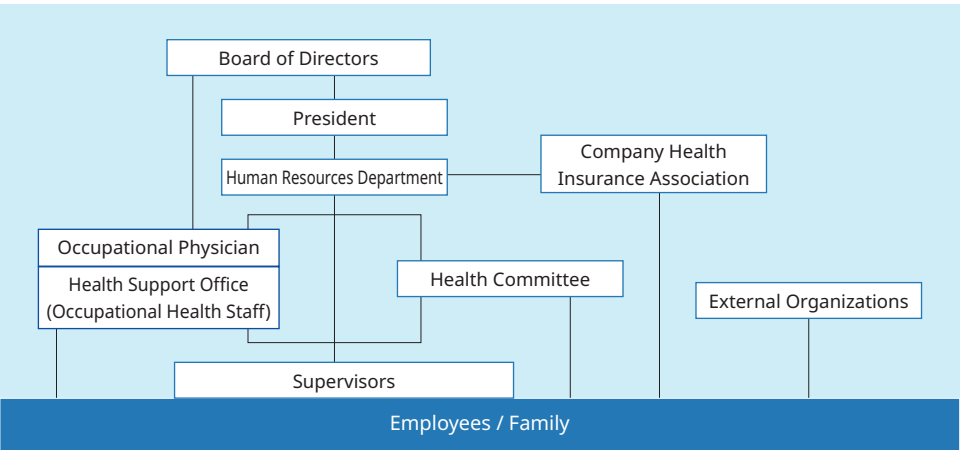 Board of Directors
President
Human Resources Department
Company Health
Insurance Association
Occupational Physician
Health Support Office
(Occupational Health Staff)
Health Committee
External Organizations
Supervisors
Employees / Family